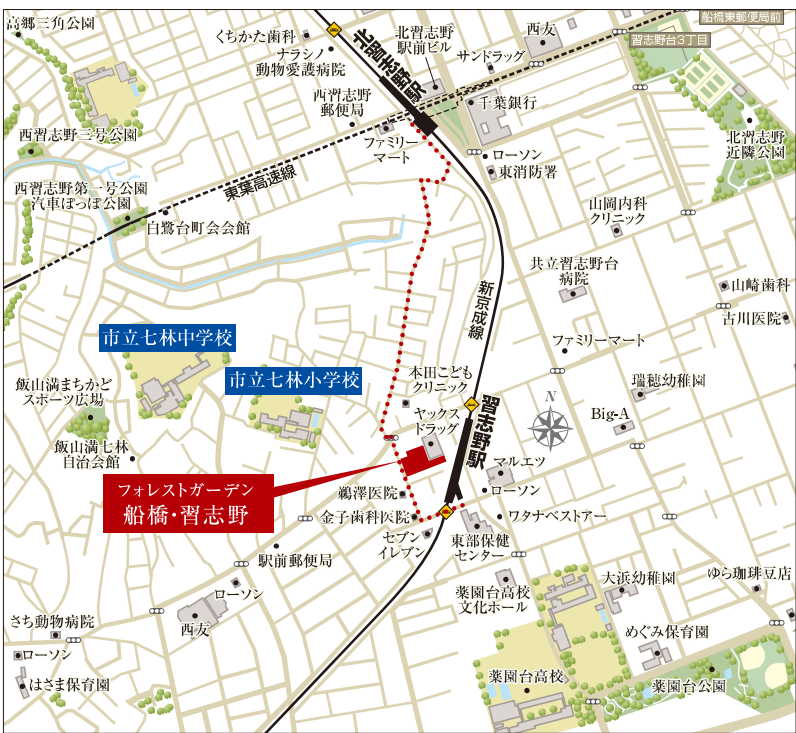 高郷三角公園
くちかた歯科
ナラシノ
動物愛護病院
北習志野駅
北習志野
駅前ビル
西友
サンドラッグ
船橋東郵便局前
習志野台3丁目
西習志野
郵便局
ファミリー
マート
千葉銀行
西習志野三号公園
ローソン
東消防署
北習志野
近隣公園
西習志野第一号公園
汽車ぽっぽ公園
東葉高速線
白鷺台町会会館
山岡内科
クリニック
共立習志野台
病院
新京成線
山崎歯科
古川医院
市立七林中学校
ファミリーマート
市立七林小学校
本田こども
クリニック
飯山満まちかど
スポーツ広場
瑞穂幼稚園
ヤックス
ドラッグ
習志野駅
N
Big-A
飯山満七林
自治会館
マルエツ
フォレストガーデン
船橋・習志野
鵜澤医院
ローソン
金子歯科医院
ワタナベストアー
セブン
イレブン
東部保健
センター
駅前郵便局
ローソン
薬園台高校
文化ホール
大浜幼稚園
ゆら珈琲豆店
さち動物病院
西友
めぐみ保育園
ローソン
はさま保育園
薬園台高校
薬園台公園